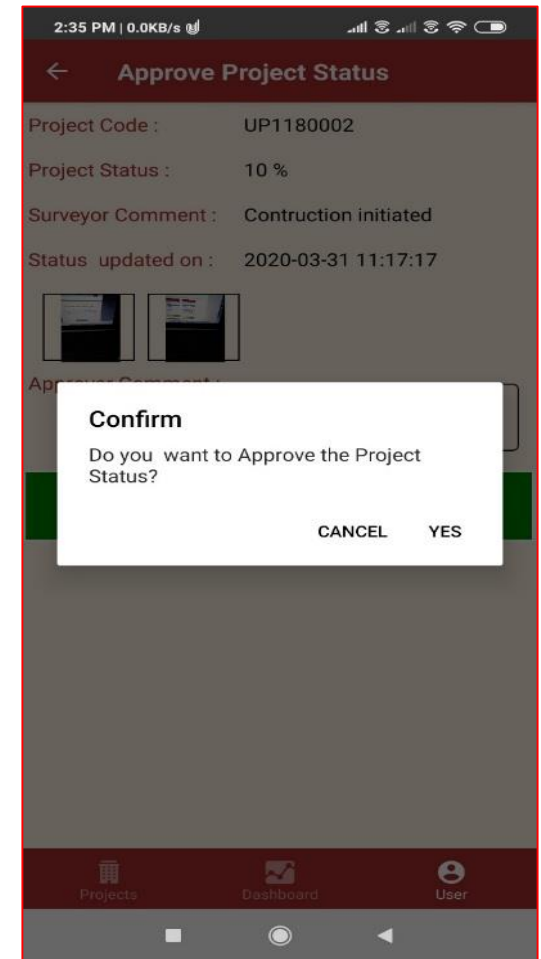 2:35 PM | 0.0KB/s
Approve Project Status
Project Code : UP1180002
Project Status : 10 %
Surveyor Comment : Contruction initiated
Status updated on : 2020-03-31 11:17:17
Confirm
Do you want to Approve the Project
Status?
CANCEL YES
Projects Dashboard User